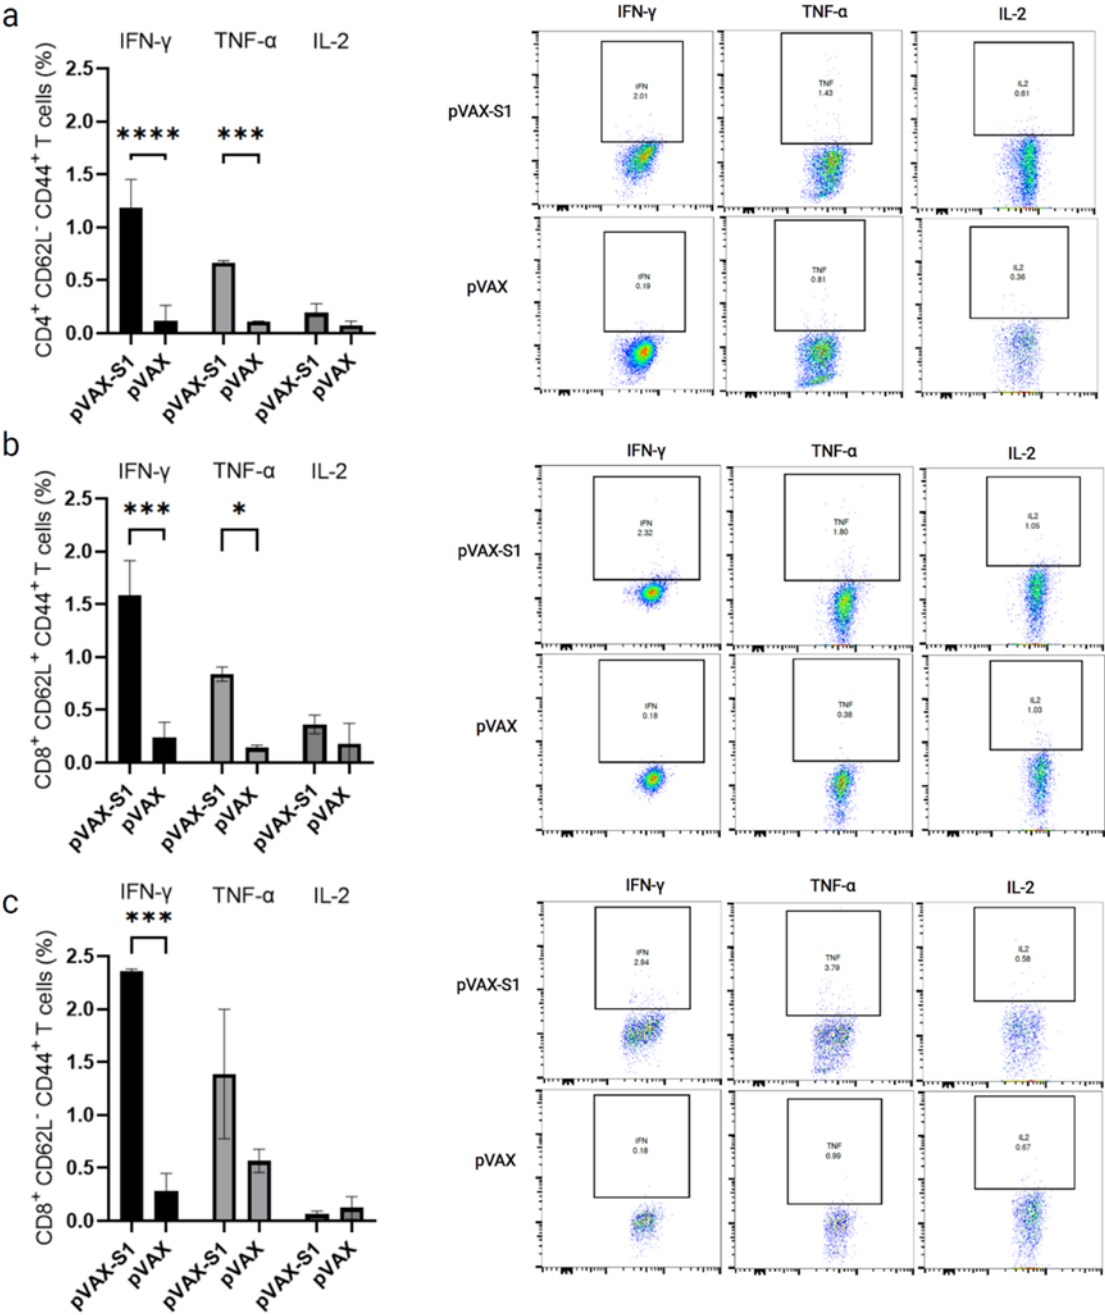 a
IFN-γ TNF-α IL-2
CD4+ CD62L- CD44+ T cells (%)
2.5
2.0
1.5
1.0
0.5
0.0
**** ***
pVAX-S1 pVAX pVAX-S1 pVAX pVAX-S1 pVAX
IFN-γ TNF-α IL-2
pVAX-S1
IFN
2.01
TNF
1.43
IL2
0.61
pVAX
IFN
0.19
TNF
0.81
IL2
0.36
b
IFN-γ TNF-α IL-2
CD8+ CD62L+ CD44+ T cells (%)
2.5
2.0
1.5
1.0
0.5
0.0
*** *
pVAX-S1 pVAX pVAX-S1 pVAX pVAX-S1 pVAX
IFN-γ TNF-α IL-2
pVAX-S1
IFN
2.32
TNF
1.80
IL2
1.05
pVAX
IFN
0.18
TNF
0.38
IL2
1.03
c
IFN-γ TNF-α IL-2
CD8+ CD62L- CD44+ T cells (%)
***
2.5
2.0
1.5
1.0
0.5
0.0
pVAX-S1 pVAX pVAX-S1 pVAX pVAX-S1 pVAX
IFN-γ TNF-α IL-2
pVAX-S1
IFN
2.94
TNF
3.79
IL2
0.58
pVAX
IFN
0.18
TNF
0.99
IL2
0.67